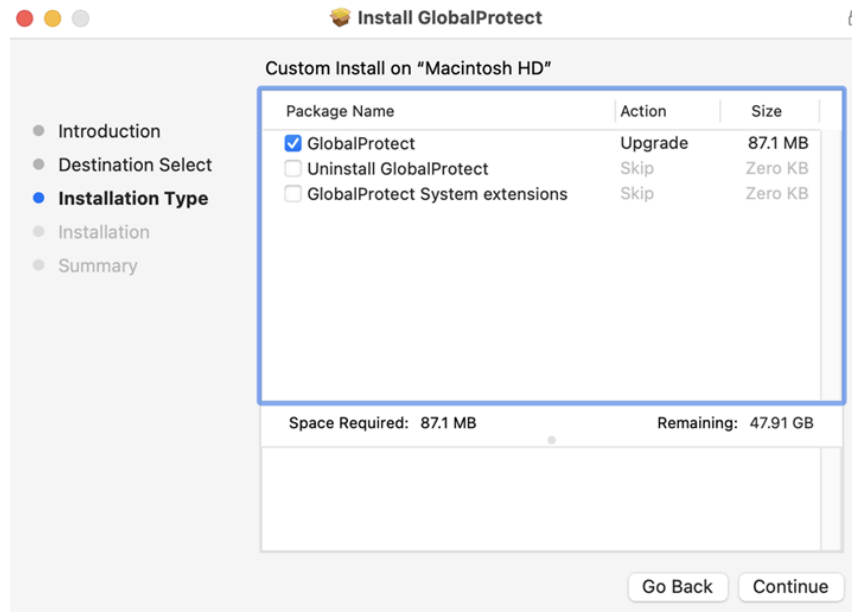 Install GlobalProtect
Custom Install on “Macintosh HD”
Introduction
Destination Select
Installation Type
Installation
Summary
Package Name Action Size
GlobalProtect Upgrade 87.1 MB
Uninstall GlobalProtect Skip Zero KB
GlobalProtect System extensions Skip Zero KB
Space Required: 87.1 MB Remaining: 47.91 GB
Go Back Continue